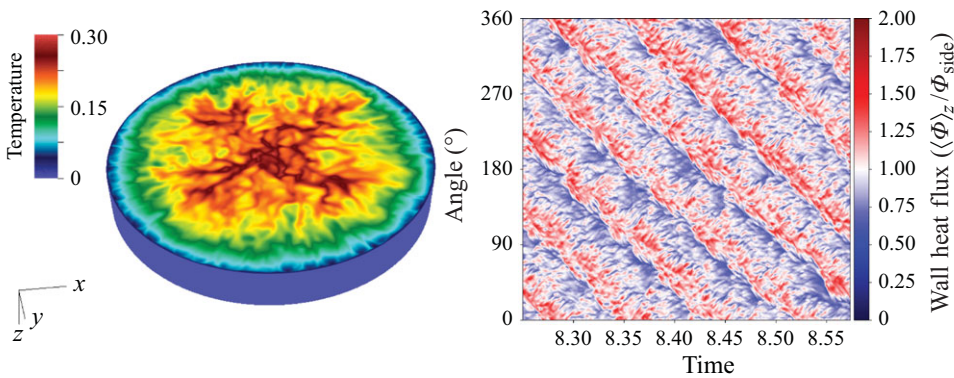 Temperature
0.30
0.15
0
x
y
z
Angle (°)
360
270
180
90
0
8.30 8.35 8.40 8.45 8.50 8.55
Time
2.00
1.75
1.50
1.25
1.00
0.75
0.50
0.25
0
Wall heat flux (⟨Φ⟩z/Φside)